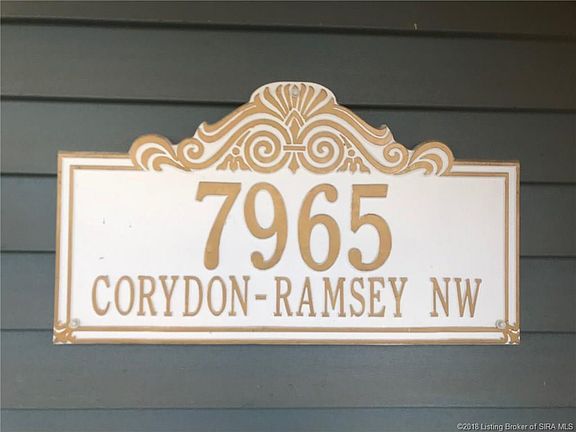 7965
CORYDON-RAMSEY NW
©2018 Listing Broker of SIRA MLS